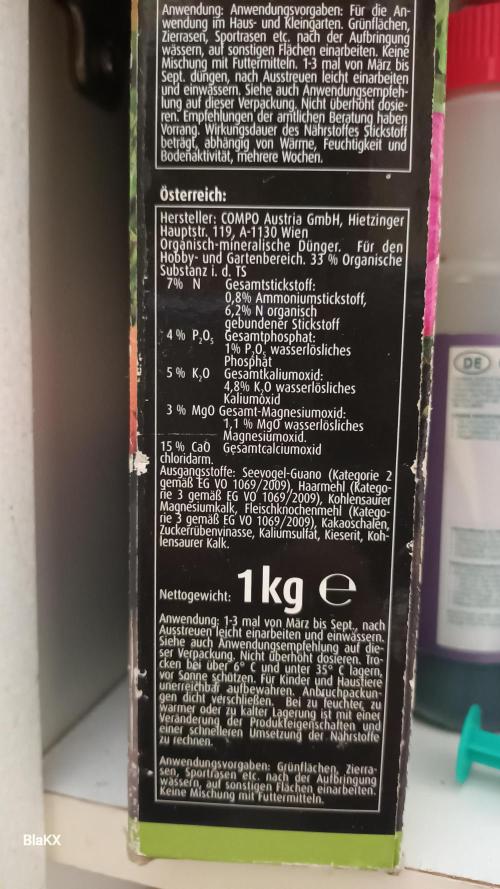 Anwendung: Anwendungsvorgaben: Für die An-
wendung im Haus- und Kleingarten. Grünflächen,
Zierrasen, Sportrasen etc. nach der Aufbringung
wässern, auf sonstigen Flächen einarbeiten. Keine
Mischung mit Futtermitteln. 1-3 mal von März bis
Sept. düngen, nach Ausstreuen leicht einarbeiten
und einwässern. Siehe auch Anwendungsempfeh-
lung auf dieser Verpackung. Nicht überhöht dosie-
ren. Empfehlungen der amtlichen Beratung haben
Vorrang. Wirkungsdauer des Nährstoffes Stickstoff
beträgt, abhängig von Wärme, Feuchtigkeit und
Bodenaktivität, mehrere Wochen.
Österreich:
Hersteller: COMPO Austria GmbH, Hietzinger
Hauptstr. 119, A-1130 Wien
Organisch-mineralische Dünger. Für den
Hobby- und Gartenbereich. 33 % Organische
Substanz i. d. TS
7% N Gesamtstickstoff:
0,8% Ammoniumstickstoff,
6,2% N organisch
gebundener Stickstoff
4 % P₂O₅ Gesamtphosphat:
1% P₂O₅ wasserlösliches
Phosphat
5 % K₂O Gesamtkaliumoxid:
4,8% K₂O wasserlösliches
Kaliumoxid
3 % MgO Gesamt-Magnesiumoxid:
1,1 % MgO wasserlösliches
Magnesiumoxid.
15 % CaO Gesamtcalciumoxid
chloridarm.
Ausgangsstoffe: Seevogel-Guano (Kategorie 2
gemäß EG VO 1069/2009), Haarmehl (Katego-
rie 3 gemäß EG VO 1069/2009), Kohlensaurer
Magnesiumkalk, Fleischknochenmehl (Katego-
rie 3 gemäß EG VO 1069/2009), Kakaoschalen,
Zuckerrübenvinasse, Kaliumsulfat, Kieserit, Koh-
lensaurer Kalk.
Nettogewicht: 1kg ℮
Anwendung: 1-3 mal von März bis Sept., nach
Ausstreuen leicht einarbeiten und einwässern.
Siehe auch Anwendungsempfehlung auf die-
ser Verpackung. Nicht überhöht dosieren. Tro-
cken bei über 6° C und unter 35° C lagern,
vor Sonne schützen. Für Kinder und Haustiere
unerreichbar aufbewahren. Anbruchpackun-
gen dicht verschließen. Bei zu feuchter, zu
warmer oder zu kalter Lagerung ist mit einer
Veränderung der Produkteigenschaften und
einer schnelleren Umsetzung der Nährstoffe
zu rechnen.
Anwendungsvorgaben: Grünflächen, Zierra-
sen, Sportrasen etc. nach der Aufbringung
wässern, auf sonstigen Flächen einarbeiten.
Keine Mischung mit Futtermitteln.
DE
BlaKX